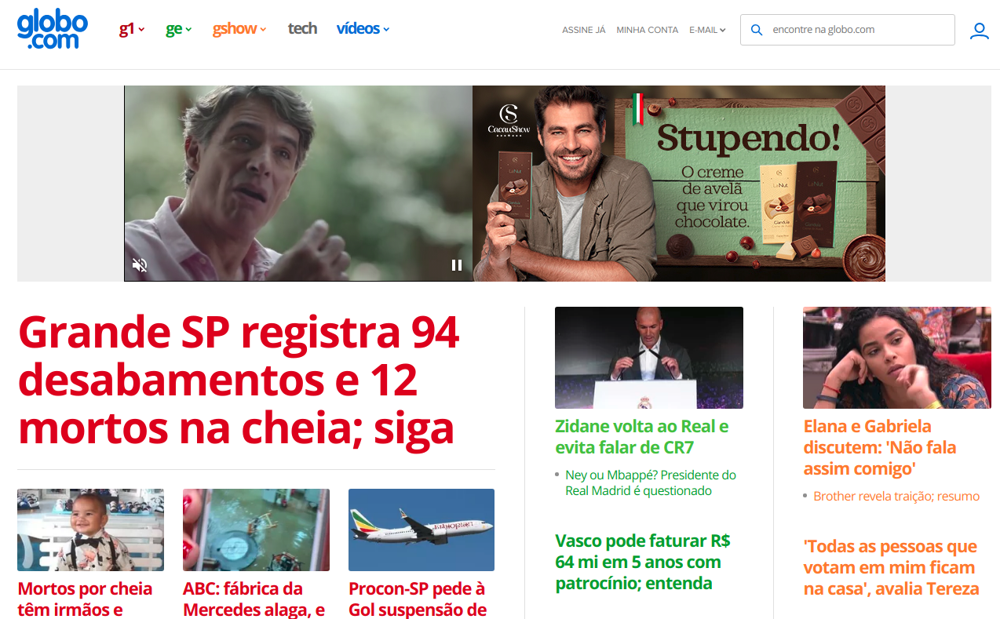 globo
.com
g1
ge
gshow
tech
vídeos
ASSINE JÁ
MINHA CONTA
E-MAIL
encontre na globo.com
CacauShow
Stupendo!
O creme
de avelã
que virou
chocolate.
LaNut
LaNut
Gianduia
Gianduia
Grande SP registra 94
desabamentos e 12
mortos na cheia; siga
Mortos por cheia
têm irmãos e
ABC: fábrica da
Mercedes alaga, e
Ethiopian
Procon-SP pede à
Gol suspensão de
Zidane volta ao Real e
evita falar de CR7
Ney ou Mbappé? Presidente do
Real Madrid é questionado
Vasco pode faturar R$
64 mi em 5 anos com
patrocínio; entenda
Elana e Gabriela
discutem: 'Não fala
assim comigo'
Brother revela traição; resumo
'Todas as pessoas que
votam em mim ficam
na casa', avalia Tereza